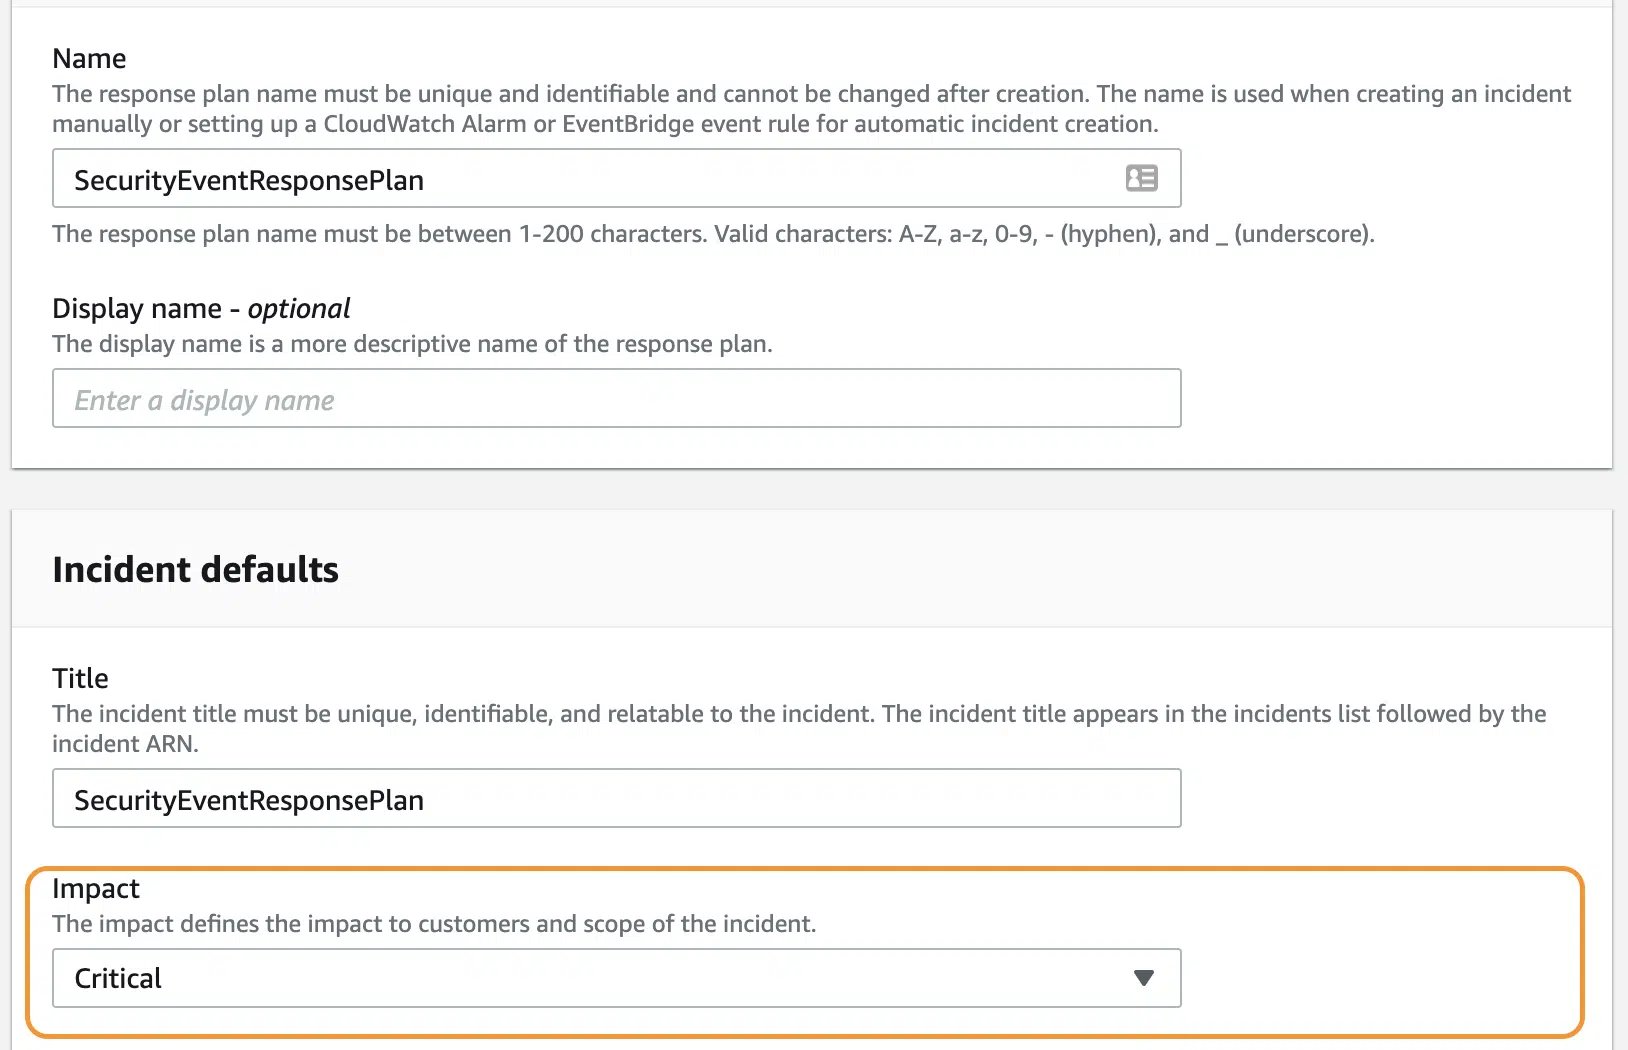 Name
The response plan name must be unique and identifiable and cannot be changed after creation. The name is used when creating an incident
manually or setting up a CloudWatch Alarm or EventBridge event rule for automatic incident creation.
SecurityEventResponsePlan
The response plan name must be between 1-200 characters. Valid characters: A-Z, a-z, 0-9, - (hyphen), and _ (underscore).
Display name - optional
The display name is a more descriptive name of the response plan.
Enter a display name
Incident defaults
Title
The incident title must be unique, identifiable, and relatable to the incident. The incident title appears in the incidents list followed by the
incident ARN.
SecurityEventResponsePlan
Impact
The impact defines the impact to customers and scope of the incident.
Critical